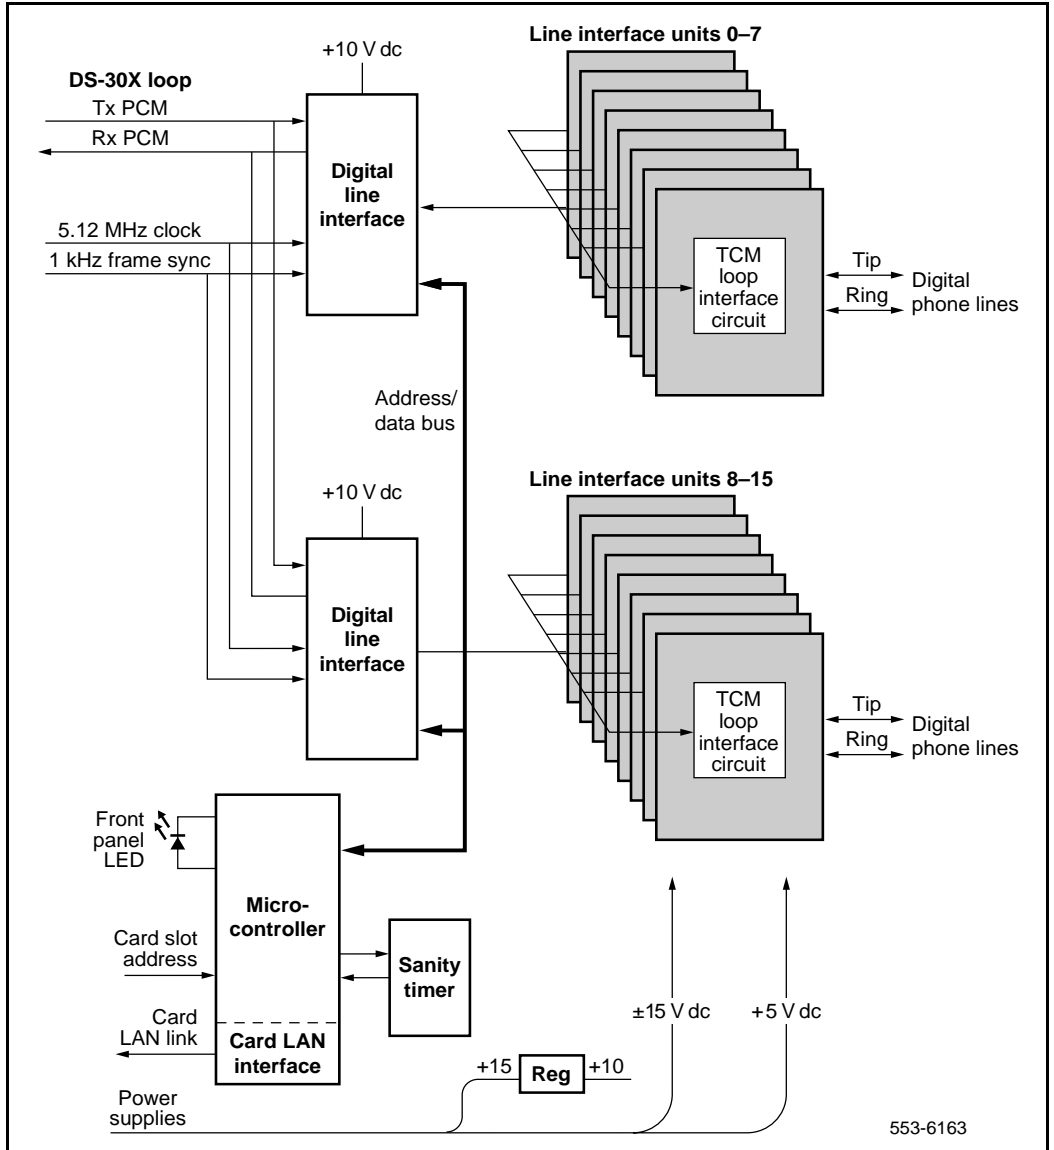 Line interface units 0–7
+10 V dc
DS-30X loop
Tx PCM
Rx PCM
Digital
line
interface
5.12 MHz clock
1 kHz frame sync
TCM
loop
interface
circuit
Tip
Ring
Digital
phone lines
Address/
data bus
Line interface units 8–15
+10 V dc
Digital
line
interface
TCM
loop
interface
circuit
Tip
Ring
Digital
phone lines
Front
panel
LED
Micro-
controller
Card slot
address
Sanity
timer
Card
LAN link
Card LAN
interface
±15 V dc
+5 V dc
+15
Reg
+10
Power
supplies
553-6163